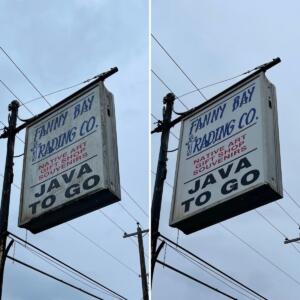 FANNY BAY
TRADING CO.
NATIVE ART
GIFT SHOP
SOUVENIRS
JAVA
TO GO
FANNY BAY
TRADING CO.
NATIVE ART
GIFT SHOP
SOUVENIRS
JAVA
TO GO